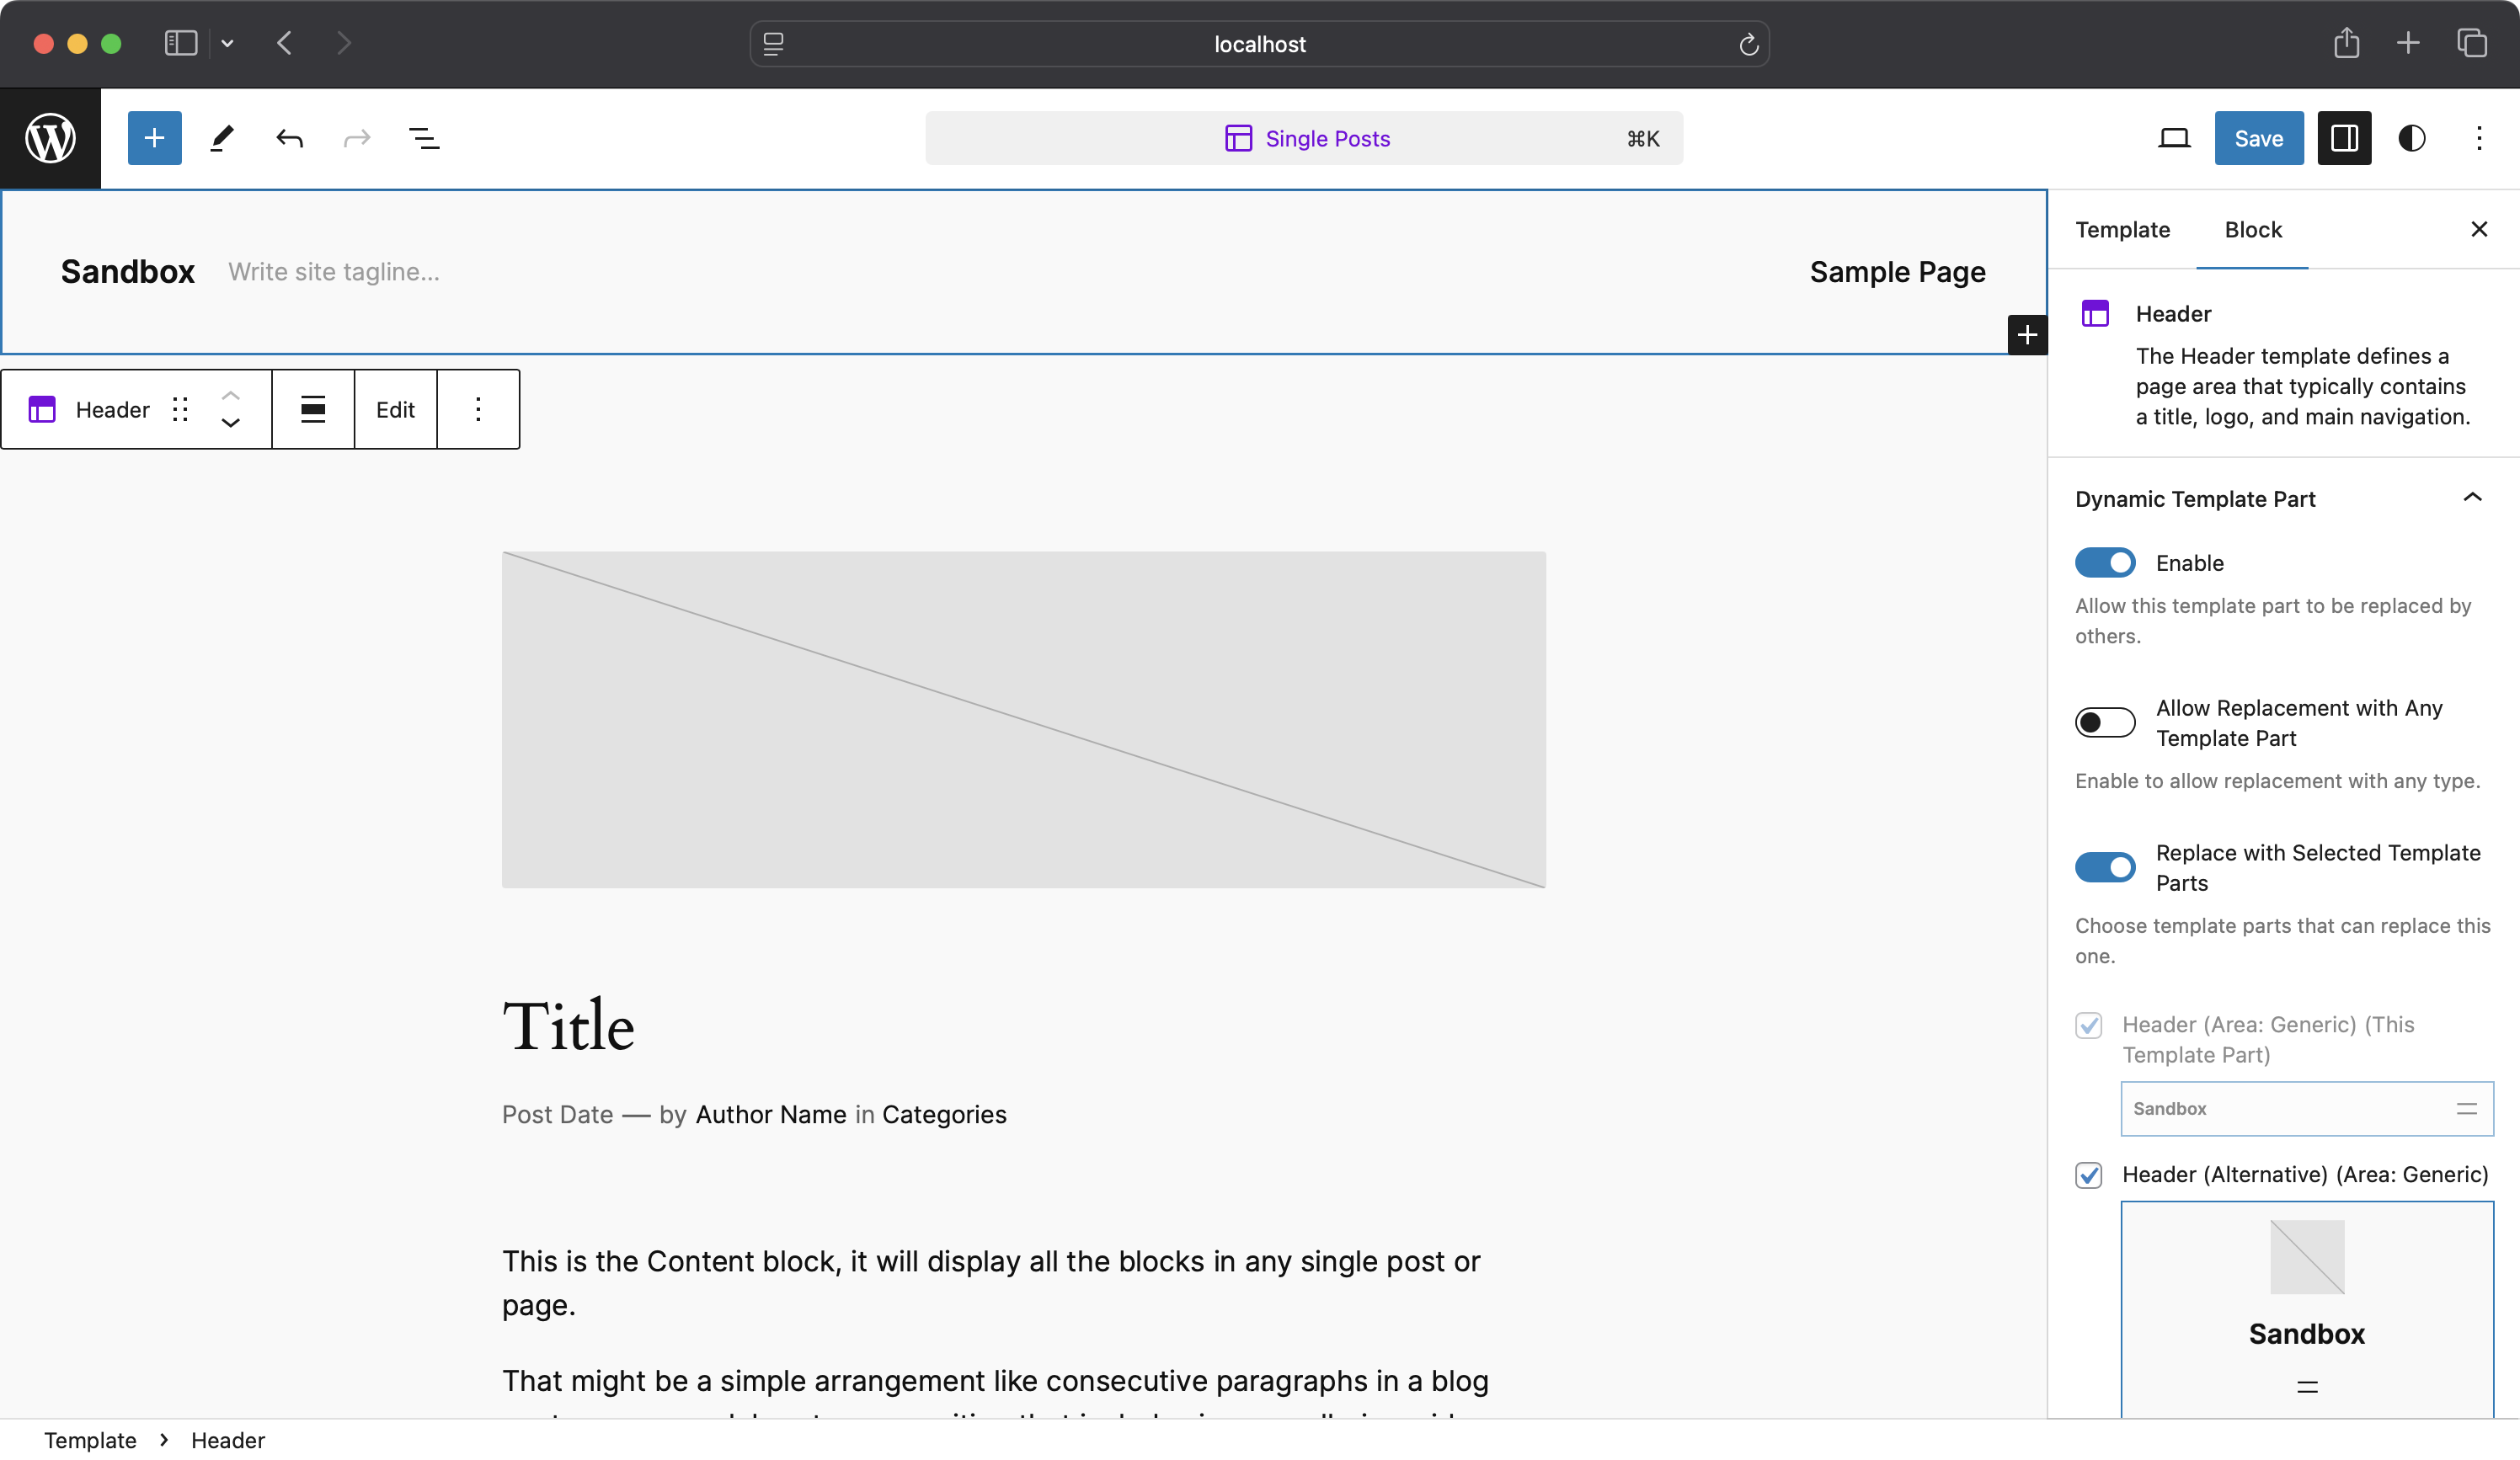 localhost
Single Posts
⌘K
Save
Sandbox
Write site tagline...
Sample Page
Header
Edit
Title
Post Date — by Author Name in Categories
This is the Content block, it will display all the blocks in any single post or
page.
That might be a simple arrangement like consecutive paragraphs in a blog
Template
Block
Header
The Header template defines a
page area that typically contains
a title, logo, and main navigation.
Dynamic Template Part
Enable
Allow this template part to be replaced by
others.
Allow Replacement with Any
Template Part
Enable to allow replacement with any type.
Replace with Selected Template
Parts
Choose template parts that can replace this
one.
Header (Area: Generic) (This
Template Part)
Sandbox
Header (Alternative) (Area: Generic)
Sandbox
Template
Header